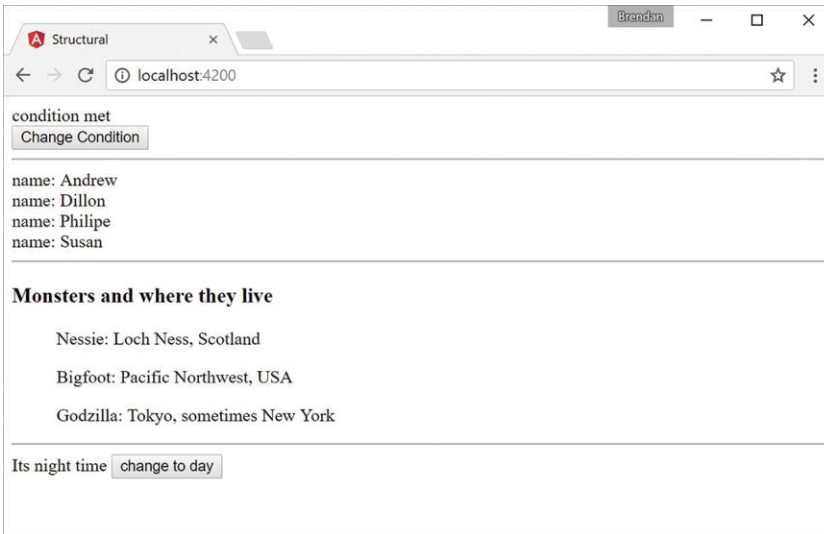 Brendan
Structural
localhost:4200
condition met
Change Condition
name: Andrew
name: Dillon
name: Philipe
name: Susan
Monsters and where they live
Nessie: Loch Ness, Scotland
Bigfoot: Pacific Northwest, USA
Godzilla: Tokyo, sometimes New York
Its night time change to day